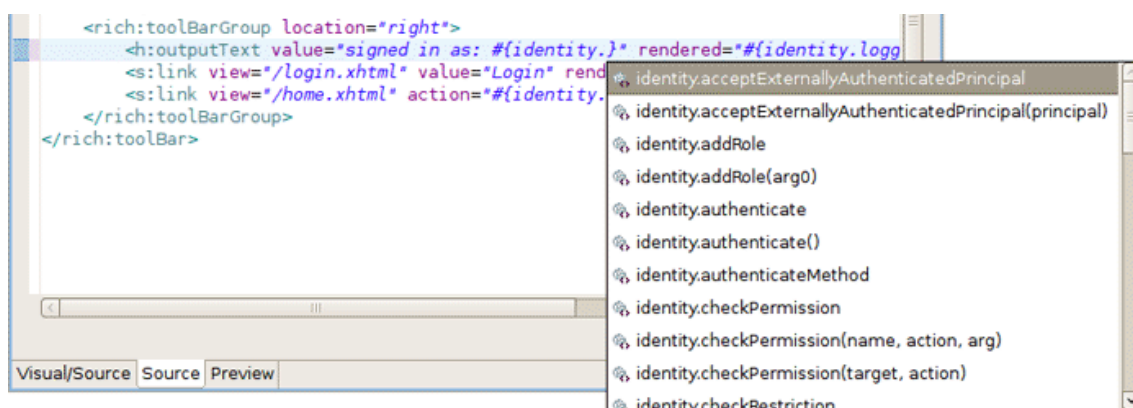 <rich:toolBarGroup location="right">
<h:outputText value="signed in as: #{identity.}" rendered="#{identity.logg
<s:link view="/login.xhtml" value="Login" rend
<s:link view="/home.xhtml" action="#{identity.
</rich:toolBarGroup>
</rich:toolBar>
identity.acceptExternallyAuthenticatedPrincipal
identity.acceptExternallyAuthenticatedPrincipal(principal)
identity.addRole
identity.addRole(arg0)
identity.authenticate
identity.authenticate()
identity.authenticateMethod
identity.checkPermission
identity.checkPermission(name, action, arg)
identity.checkPermission(target, action)
identity.checkRestriction
Visual/Source Source Preview